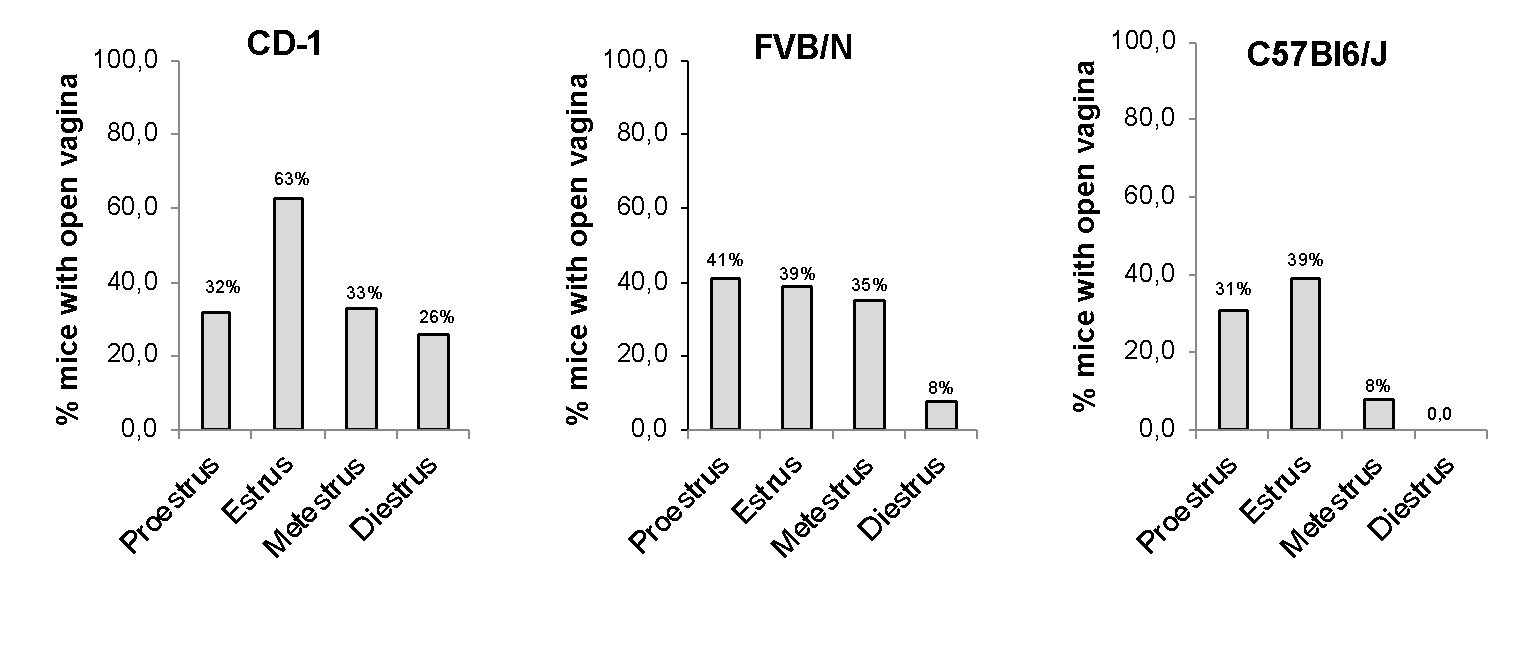 CD-1
% mice with open vagina
100,0
80,0
60,0
40,0
20,0
0,0
32%
63%
33%
26%
Proestrus
Estrus
Metestrus
Diestrus
FVB/N
% mice with open vagina
100,0
80,0
60,0
40,0
20,0
0,0
41%
39%
35%
8%
Proestrus
Estrus
Metestrus
Diestrus
C57Bl6/J
% mice with open vagina
100,0
80,0
60,0
40,0
20,0
0,0
31%
39%
8%
0,0
Proestrus
Estrus
Metestrus
Diestrus